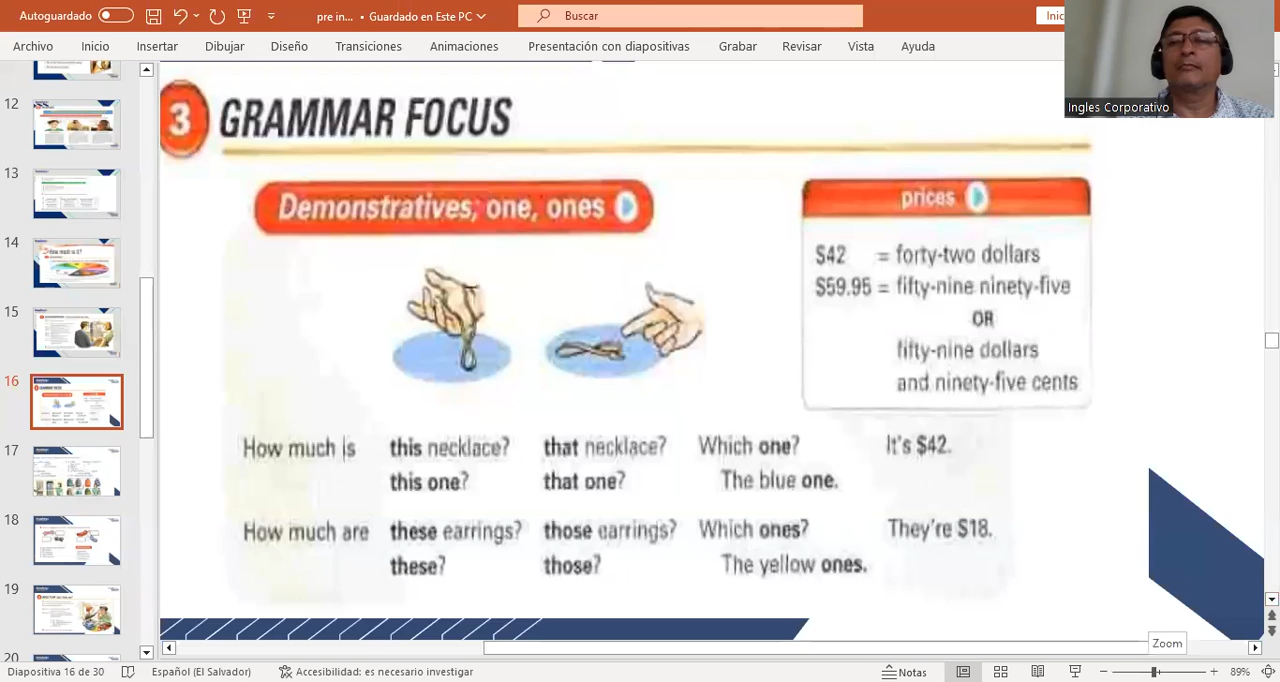 Autoguardado
pre in... • Guardado en Este PC
Buscar
Inic
Archivo Inicio Insertar Dibujar Diseño Transiciones Animaciones Presentación con diapositivas Grabar Revisar Vista Ayuda
Ingles Corporativo
12
13
14
15
16
17
18
19
20
3 GRAMMAR FOCUS
Demonstratives; one, ones
prices
$42 = forty-two dollars
$59.95 = fifty-nine ninety-five
OR
fifty-nine dollars
and ninety-five cents
How much is this necklace? that necklace? Which one? It's $42.
this one? that one? The blue one.
How much are these earrings? those earrings? Which ones? They're $18.
these? those? The yellow ones.
Zoom
Diapositiva 16 de 30 Español (El Salvador) Accesibilidad: es necesario investigar Notas 89%